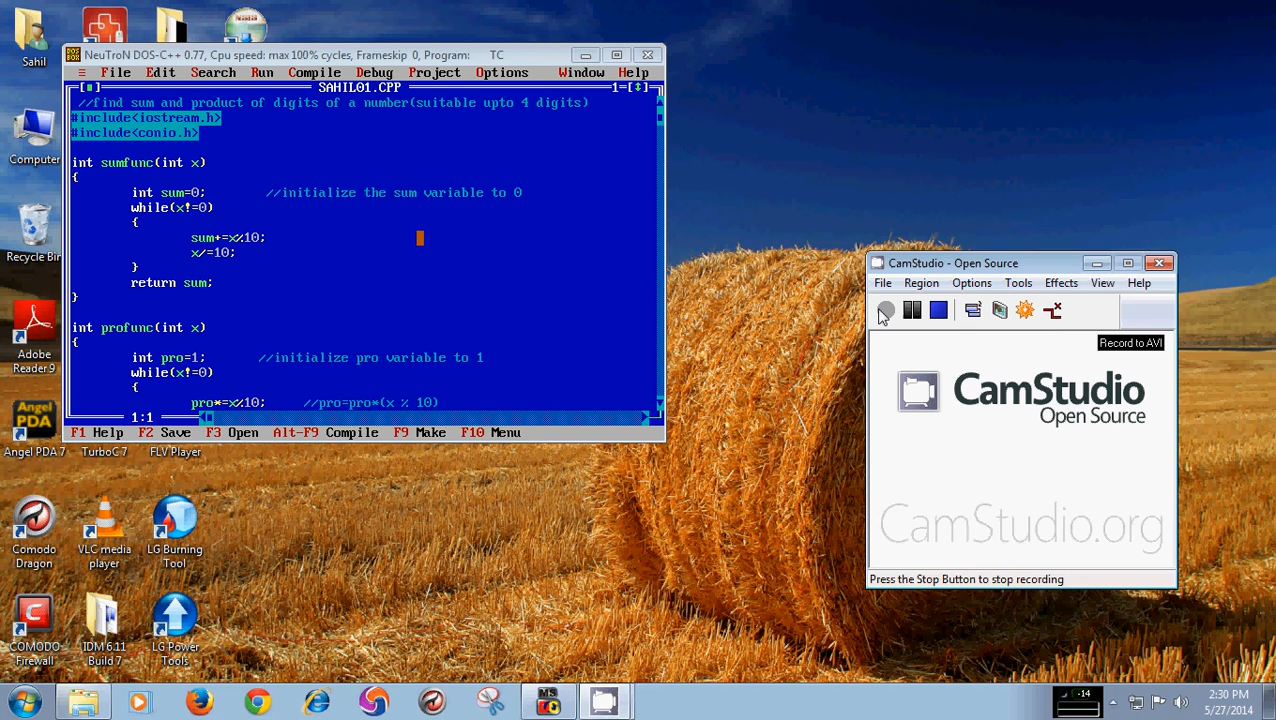 Sahil
Computer
Recycle Bin
Adobe
Reader 9
Angel
PDA
Angel PDA 7
TurboC 7
FLV Player
Comodo
Dragon
VLC media
player
LG Burning
Tool
COMODO
Firewall
IDM 6.11
Build 7
LG Power
Tools
NeuTroN DOS-C++ 0.77, Cpu speed: max 100% cycles, Frameskip 0, Program: TC
≡ File Edit Search Run Compile Debug Project Options Window Help
SAHIL01.CPP 1=[↕]
//find sum and product of digits of a number(suitable upto 4 digits)
#include<iostream.h>
#include<conio.h>
int sumfunc(int x)
{
int sum=0; //initialize the sum variable to 0
while(x!=0)
{
sum+=x%10;
x/=10;
}
return sum;
}
int profunc(int x)
{
int pro=1; //initialize pro variable to 1
while(x!=0)
{
pro*=x%10; //pro=pro*(x % 10)
1:1
F1 Help F2 Save F3 Open Alt-F9 Compile F9 Make F10 Menu
CamStudio - Open Source
File Region Options Tools Effects View Help
Record to AVI
CamStudio
Open Source
CamStudio.org
Press the Stop Button to stop recording
MS
-14
2:30 PM
5/27/2014